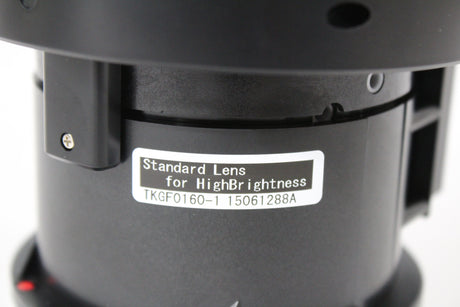 Standard Lens
for HighBrightness
TKGF0160-1 15061288A